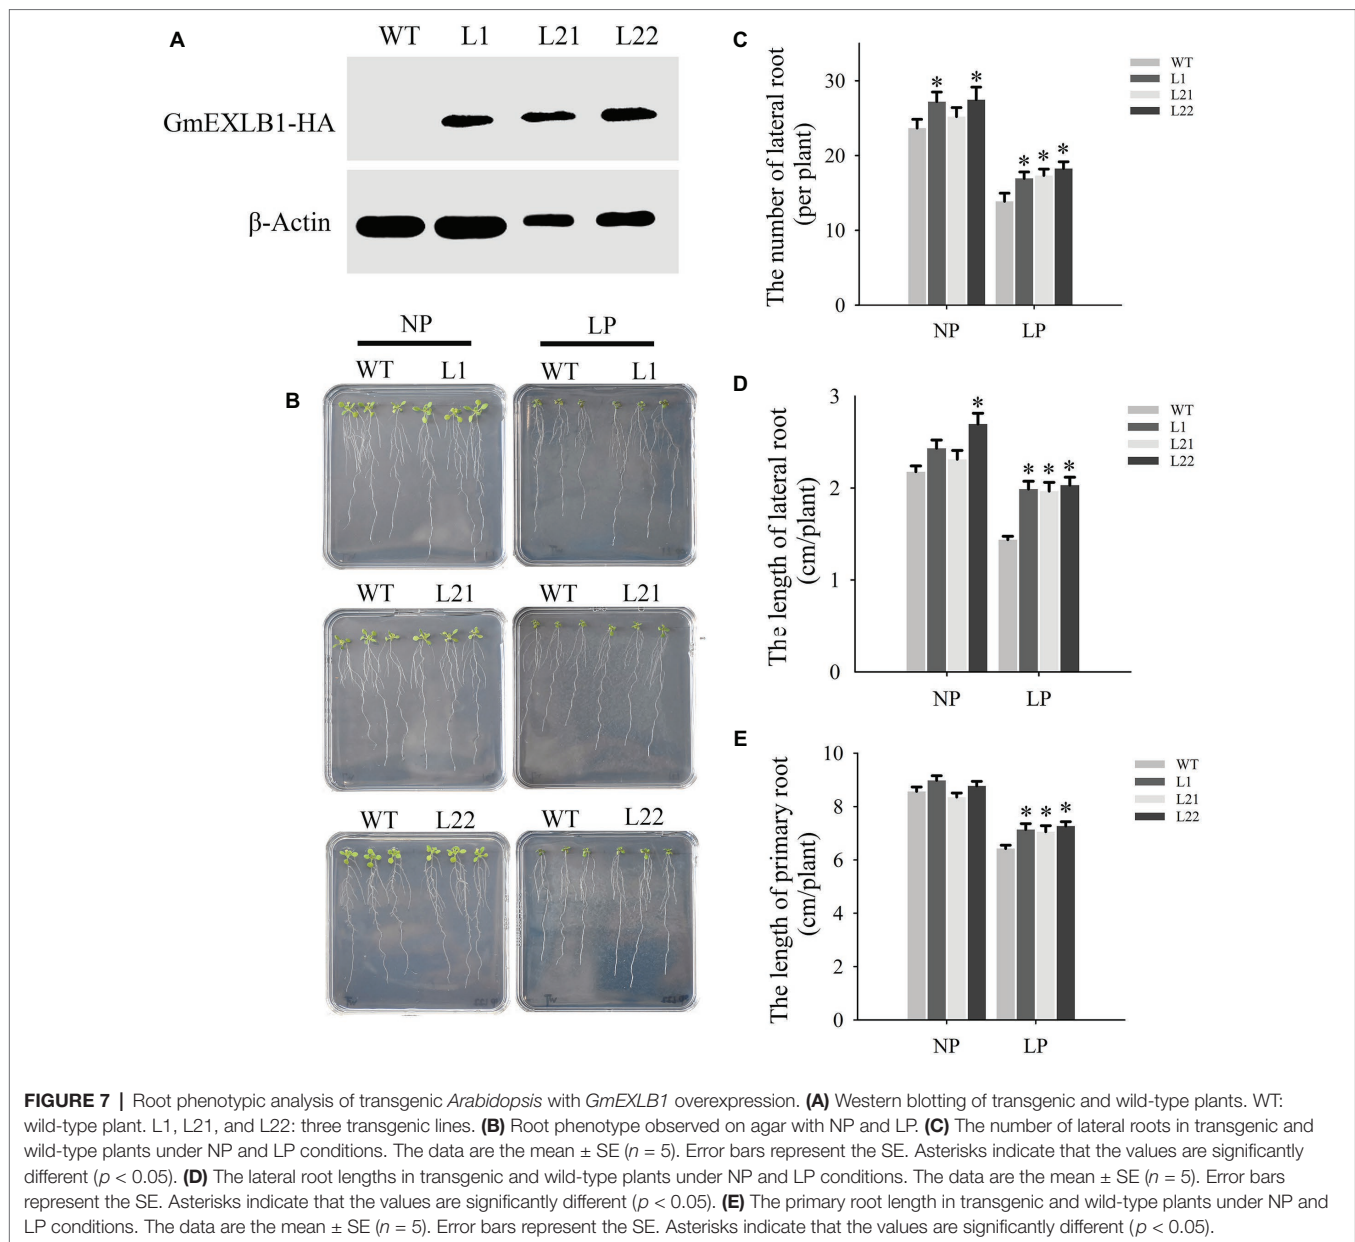 A
WT L1 L21 L22
GmEXLB1-HA
β-Actin
B
NP LP
WT L1 WT L1
WT L21 WT L21
WT L22 WT L22
C
The number of lateral root
(per plant)
30
20
10
0
* *
* * *
NP LP
WT
L1
L21
L22
D
The length of lateral root
(cm/plant)
3
2
1
0
*
* * *
NP LP
WT
L1
L21
L22
E
The length of primary root
(cm/plant)
10
8
6
4
2
0
* * *
NP LP
WT
L1
L21
L22
FIGURE 7 | Root phenotypic analysis of transgenic Arabidopsis with GmEXLB1 overexpression. (A) Western blotting of transgenic and wild-type plants. WT:
wild-type plant. L1, L21, and L22: three transgenic lines. (B) Root phenotype observed on agar with NP and LP. (C) The number of lateral roots in transgenic and
wild-type plants under NP and LP conditions. The data are the mean ± SE (n = 5). Error bars represent the SE. Asterisks indicate that the values are significantly
different (p < 0.05). (D) The lateral root lengths in transgenic and wild-type plants under NP and LP conditions. The data are the mean ± SE (n = 5). Error bars
represent the SE. Asterisks indicate that the values are significantly different (p < 0.05). (E) The primary root length in transgenic and wild-type plants under NP and
LP conditions. The data are the mean ± SE (n = 5). Error bars represent the SE. Asterisks indicate that the values are significantly different (p < 0.05).